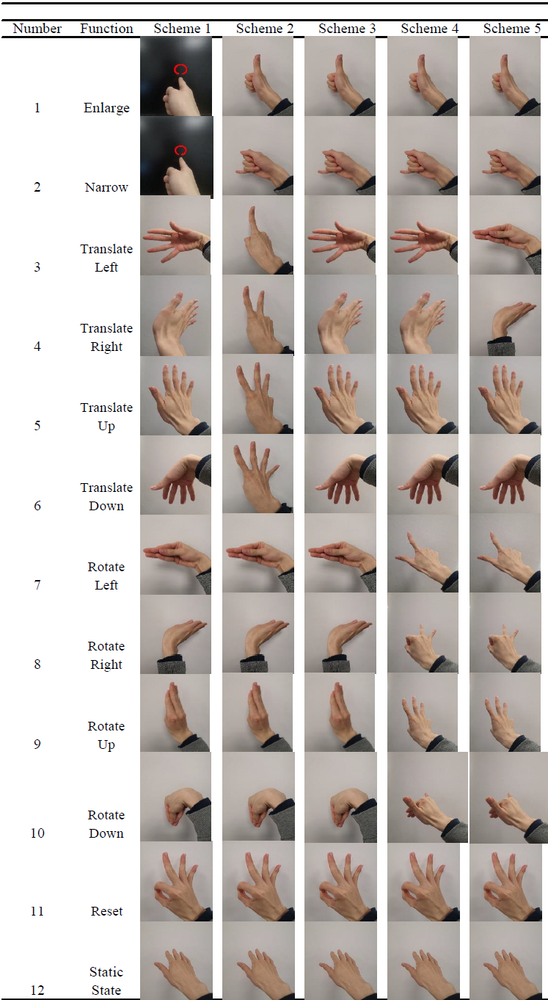 Number Function Scheme 1 Scheme 2 Scheme 3 Scheme 4 Scheme 5
1 Enlarge
2 Narrow
Translate
3 Left
Translate
4 Right
Translate
5 Up
Translate
6 Down
Rotate
7 Left
Rotate
8 Right
Rotate
9 Up
Rotate
10 Down
11 Reset
Static
12 State